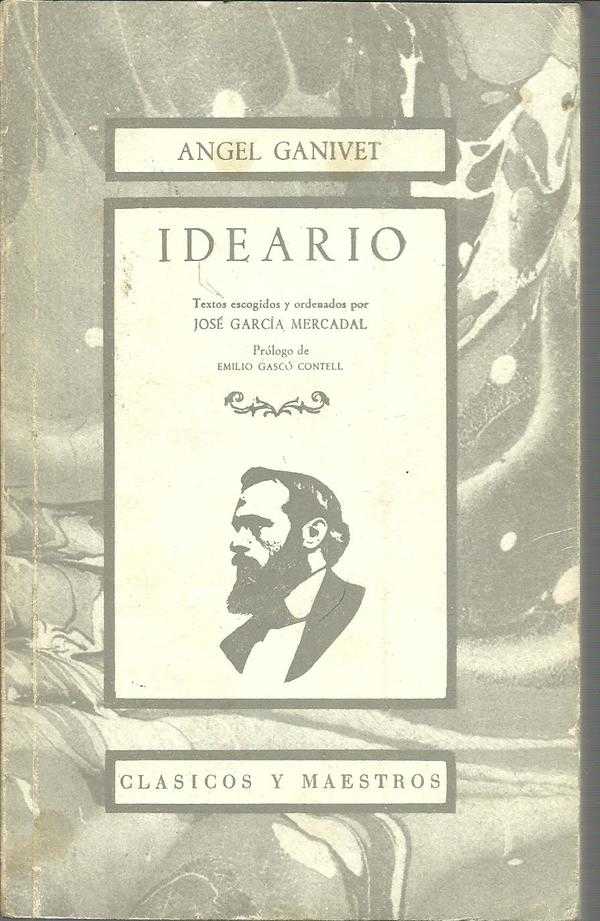 ANGEL GANIVET
IDEARIO
Textos escogidos y ordenados por
JOSÉ GARCÍA MERCADAL
Prólogo de
EMILIO GASCÓ CONTELL
CLASICOS Y MAESTROS